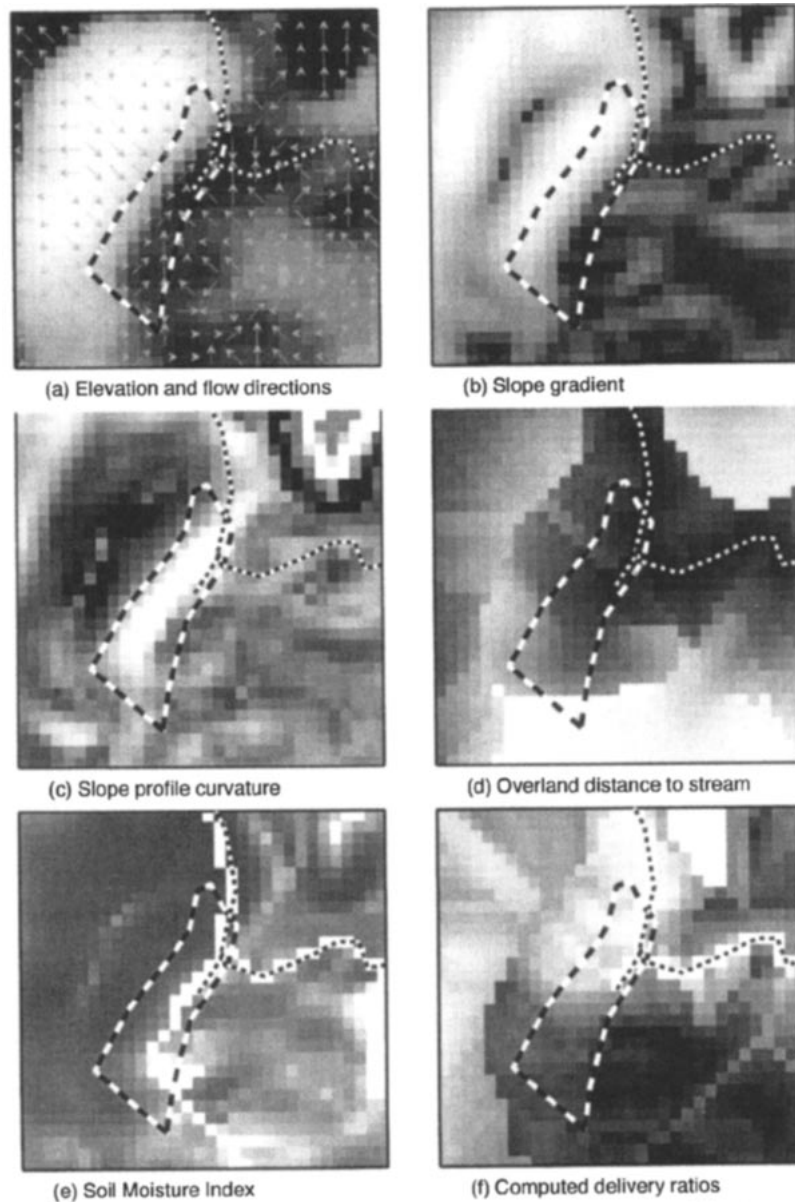 (a) Elevation and flow directions
(b) Slope gradient
(c) Slope profile curvature
(d) Overland distance to stream
(e) Soil Moisture Index
(f) Computed delivery ratios